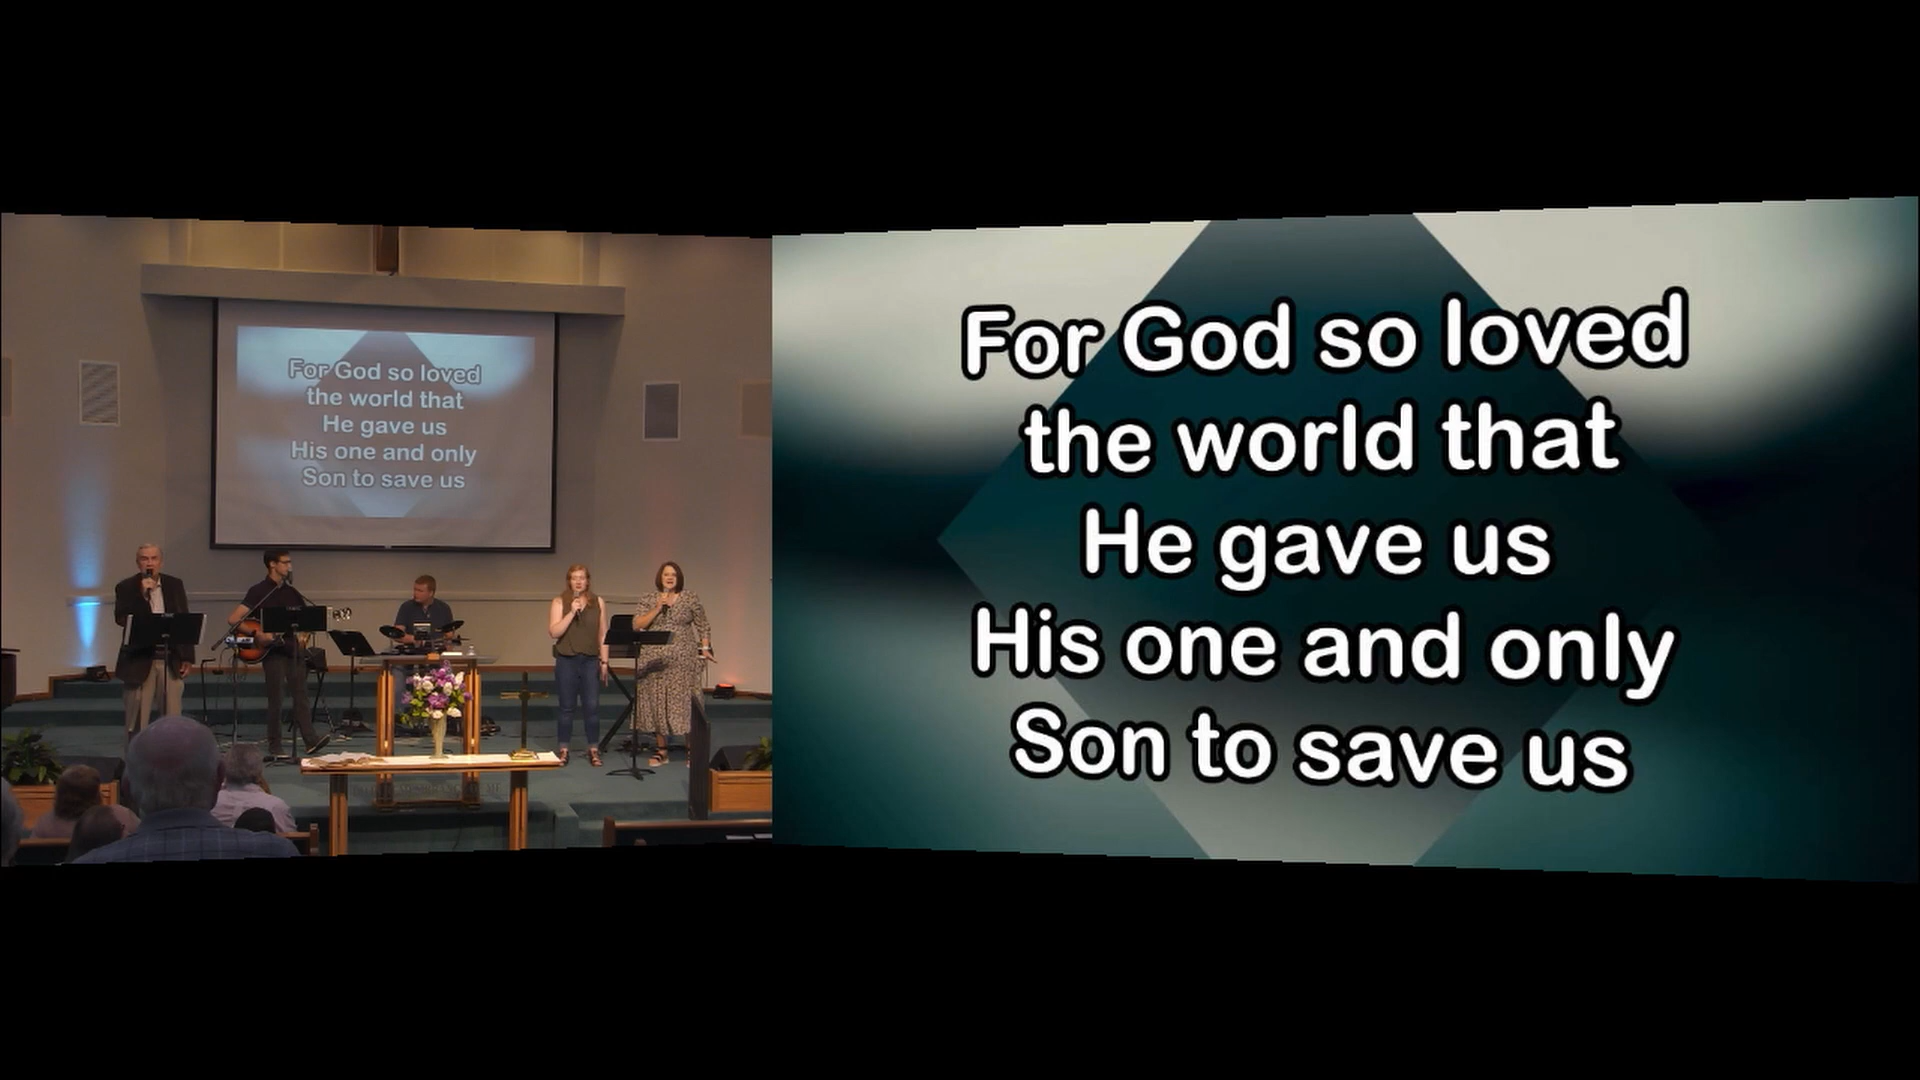 For God so loved
the world that
He gave us
His one and only
Son to save us
For God so loved
the world that
He gave us
His one and only
Son to save us